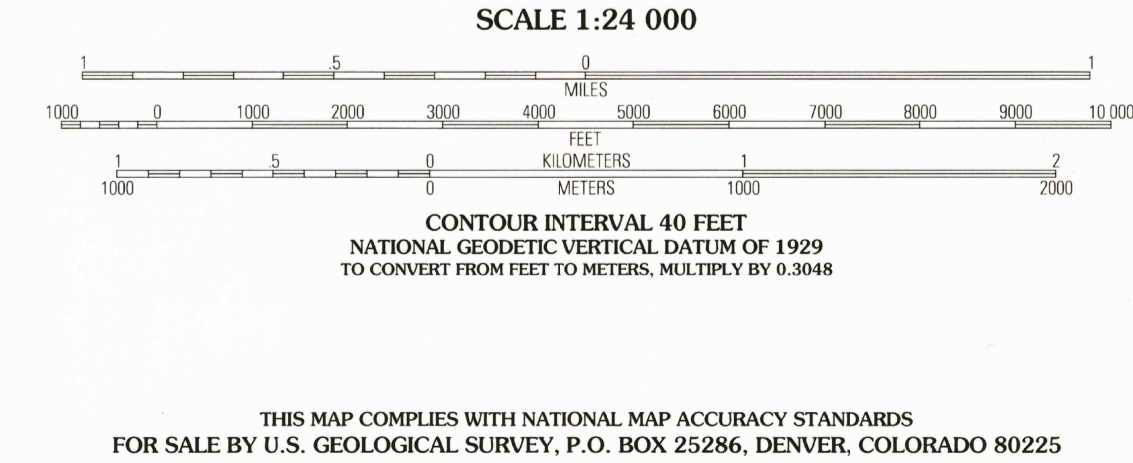 SCALE 1:24 000
1 .5 0 1
MILES
1000 0 1000 2000 3000 4000 5000 6000 7000 8000 9000 10 000
FEET
1 .5 0 KILOMETERS 1 2
1000 0 METERS 1000 2000
CONTOUR INTERVAL 40 FEET
NATIONAL GEODETIC VERTICAL DATUM OF 1929
TO CONVERT FROM FEET TO METERS, MULTIPLY BY 0.3048
THIS MAP COMPLIES WITH NATIONAL MAP ACCURACY STANDARDS
FOR SALE BY U.S. GEOLOGICAL SURVEY, P.O. BOX 25286, DENVER, COLORADO 80225